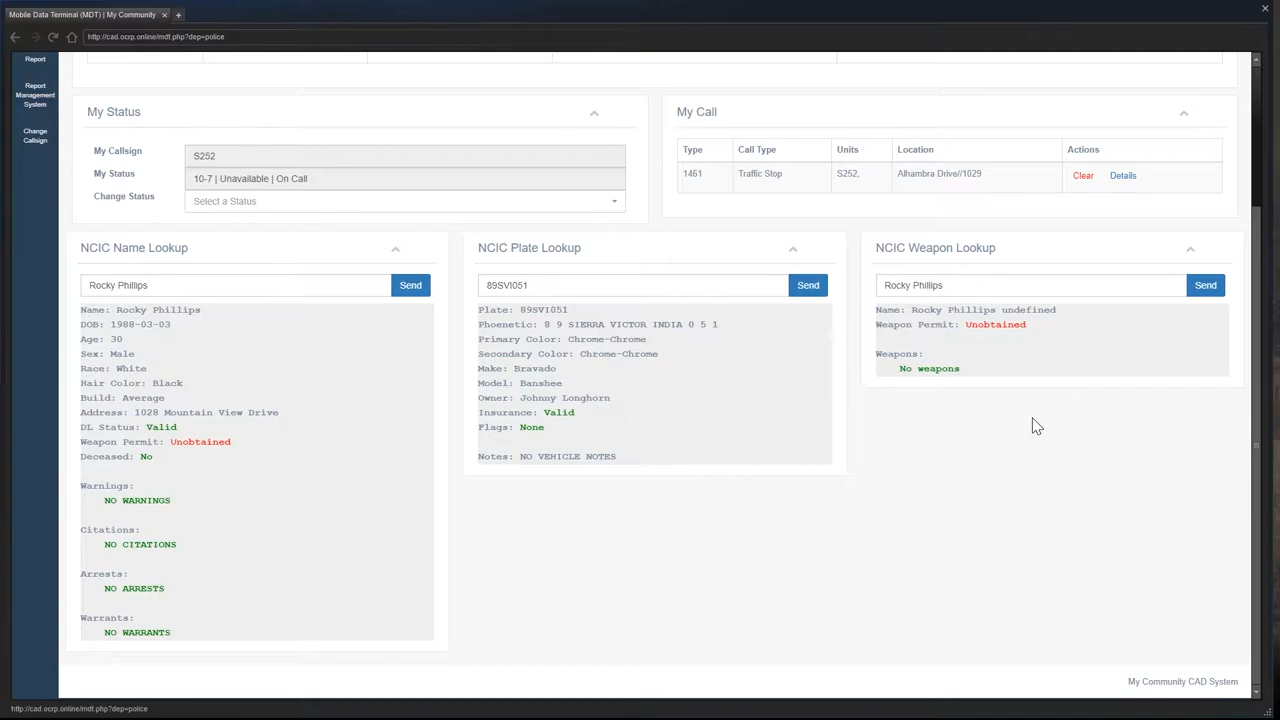 Mobile Data Terminal (MDT) | My Community
http://cad.ocrp.online/mdt.php?dep=police
Report
Report
Management
System
Change
Callsign
My Status
My Callsign
S252
My Status
10-7 | Unavailable | On Call
Change Status
Select a Status
My Call
Type Call Type Units Location Actions
1461 Traffic Stop S252, Alhambra Drive//1029 Clear Details
NCIC Name Lookup
Rocky Phillips Send
Name: Rocky Phillips
DOB: 1988-03-03
Age: 30
Sex: Male
Race: White
Hair Color: Black
Build: Average
Address: 1028 Mountain View Drive
DL Status: Valid
Weapon Permit: Unobtained
Deceased: No
Warnings:
NO WARNINGS
Citations:
NO CITATIONS
Arrests:
NO ARRESTS
Warrants:
NO WARRANTS
NCIC Plate Lookup
89SVI051 Send
Plate: 89SVI051
Phoenetic: 8 9 SIERRA VICTOR INDIA 0 5 1
Primary Color: Chrome-Chrome
Secondary Color: Chrome-Chrome
Make: Bravado
Model: Banshee
Owner: Johnny Longhorn
Insurance: Valid
Flags: None
Notes: NO VEHICLE NOTES
NCIC Weapon Lookup
Rocky Phillips Send
Name: Rocky Phillips undefined
Weapon Permit: Unobtained
Weapons:
No weapons
My Community CAD System
http://cad.ocrp.online/mdt.php?dep=police